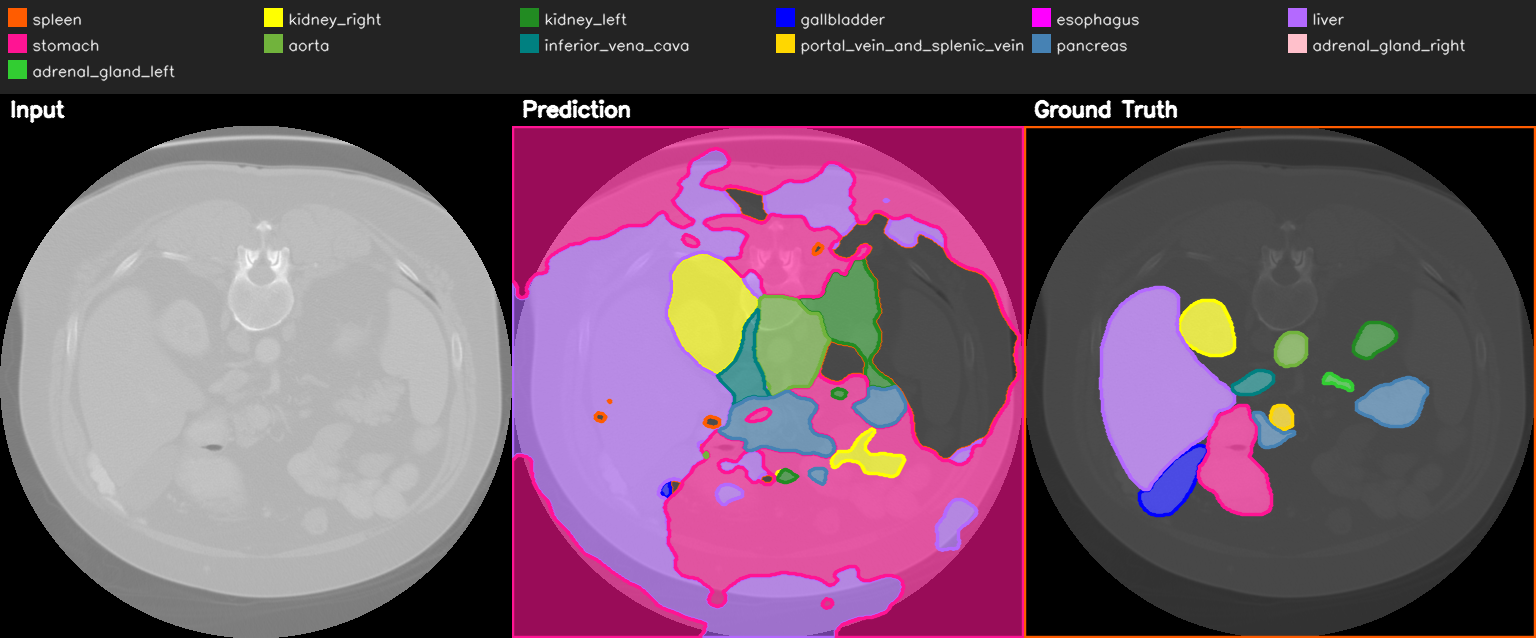 spleen kidney_right kidney_left gallbladder esophagus liver
stomach aorta inferior_vena_cava portal_vein_and_splenic_vein pancreas adrenal_gland_right
adrenal_gland_left
Input Prediction Ground Truth